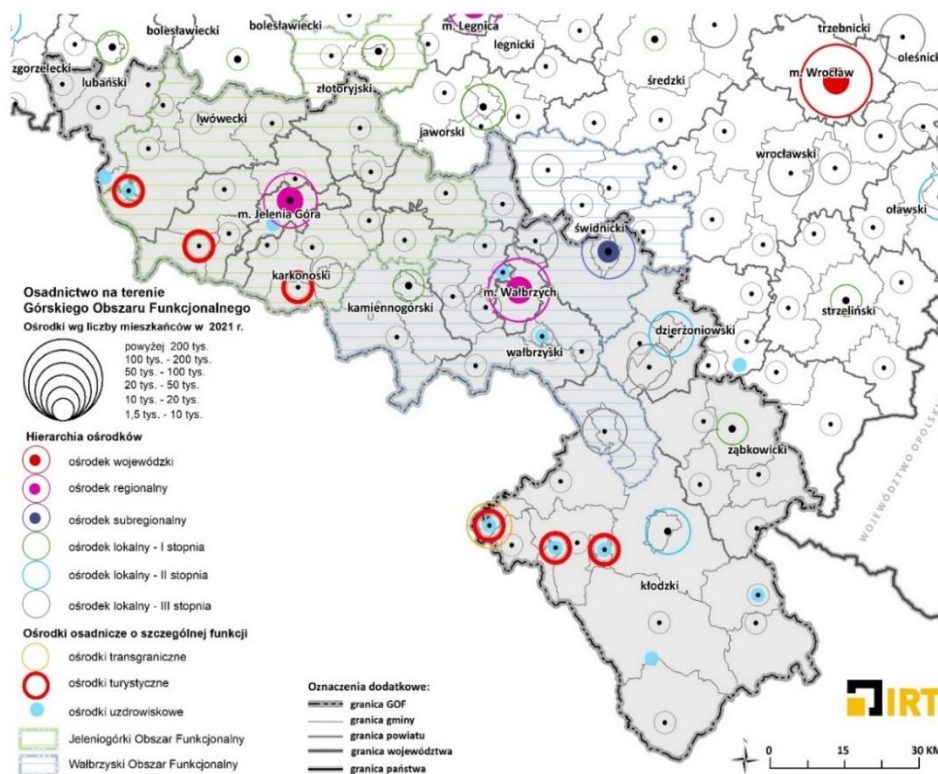 bolesławiecki
bolesławiecki
m. Legnica
trzebnicki
legnicki
oleśnicki
zgorzelecki
lubański
złotoryjski
średzki
m. Wrocław
lwówecki
jaworski
wrocławski
oławski
m. Jelenia Góra
świdnicki
karkonoski
m. Wałbrzych
kamiennogórski
strzeliński
dzierżoniowski
wałbrzyski
ząbkowicki
WOJEWÓDZTWO OPOLSKIE
kłodzki
Osadnictwo na terenie
Górskiego Obszaru Funkcjonalnego
Ośrodki wg liczby mieszkańców w 2021 r.
powyżej 200 tys.
100 tys. - 200 tys.
50 tys. - 100 tys.
20 tys. - 50 tys.
10 tys. - 20 tys.
1,5 tys. - 10 tys.
Hierarchia ośrodków
ośrodek wojewódzki
ośrodek regionalny
ośrodek subregionalny
ośrodek lokalny - I stopnia
ośrodek lokalny - II stopnia
ośrodek lokalny - III stopnia
Ośrodki osadnicze o szczególnej funkcji
ośrodki transgraniczne
ośrodki turystyczne
ośrodki uzdrowiskowe
Jeleniogórki Obszar Funkcjonalny
Wałbrzyski Obszar Funkcjonalny
Oznaczenia dodatkowe:
granica GOF
granica gminy
granica powiatu
granica województwa
granica państwa
IRT
N
0 15 30 KM